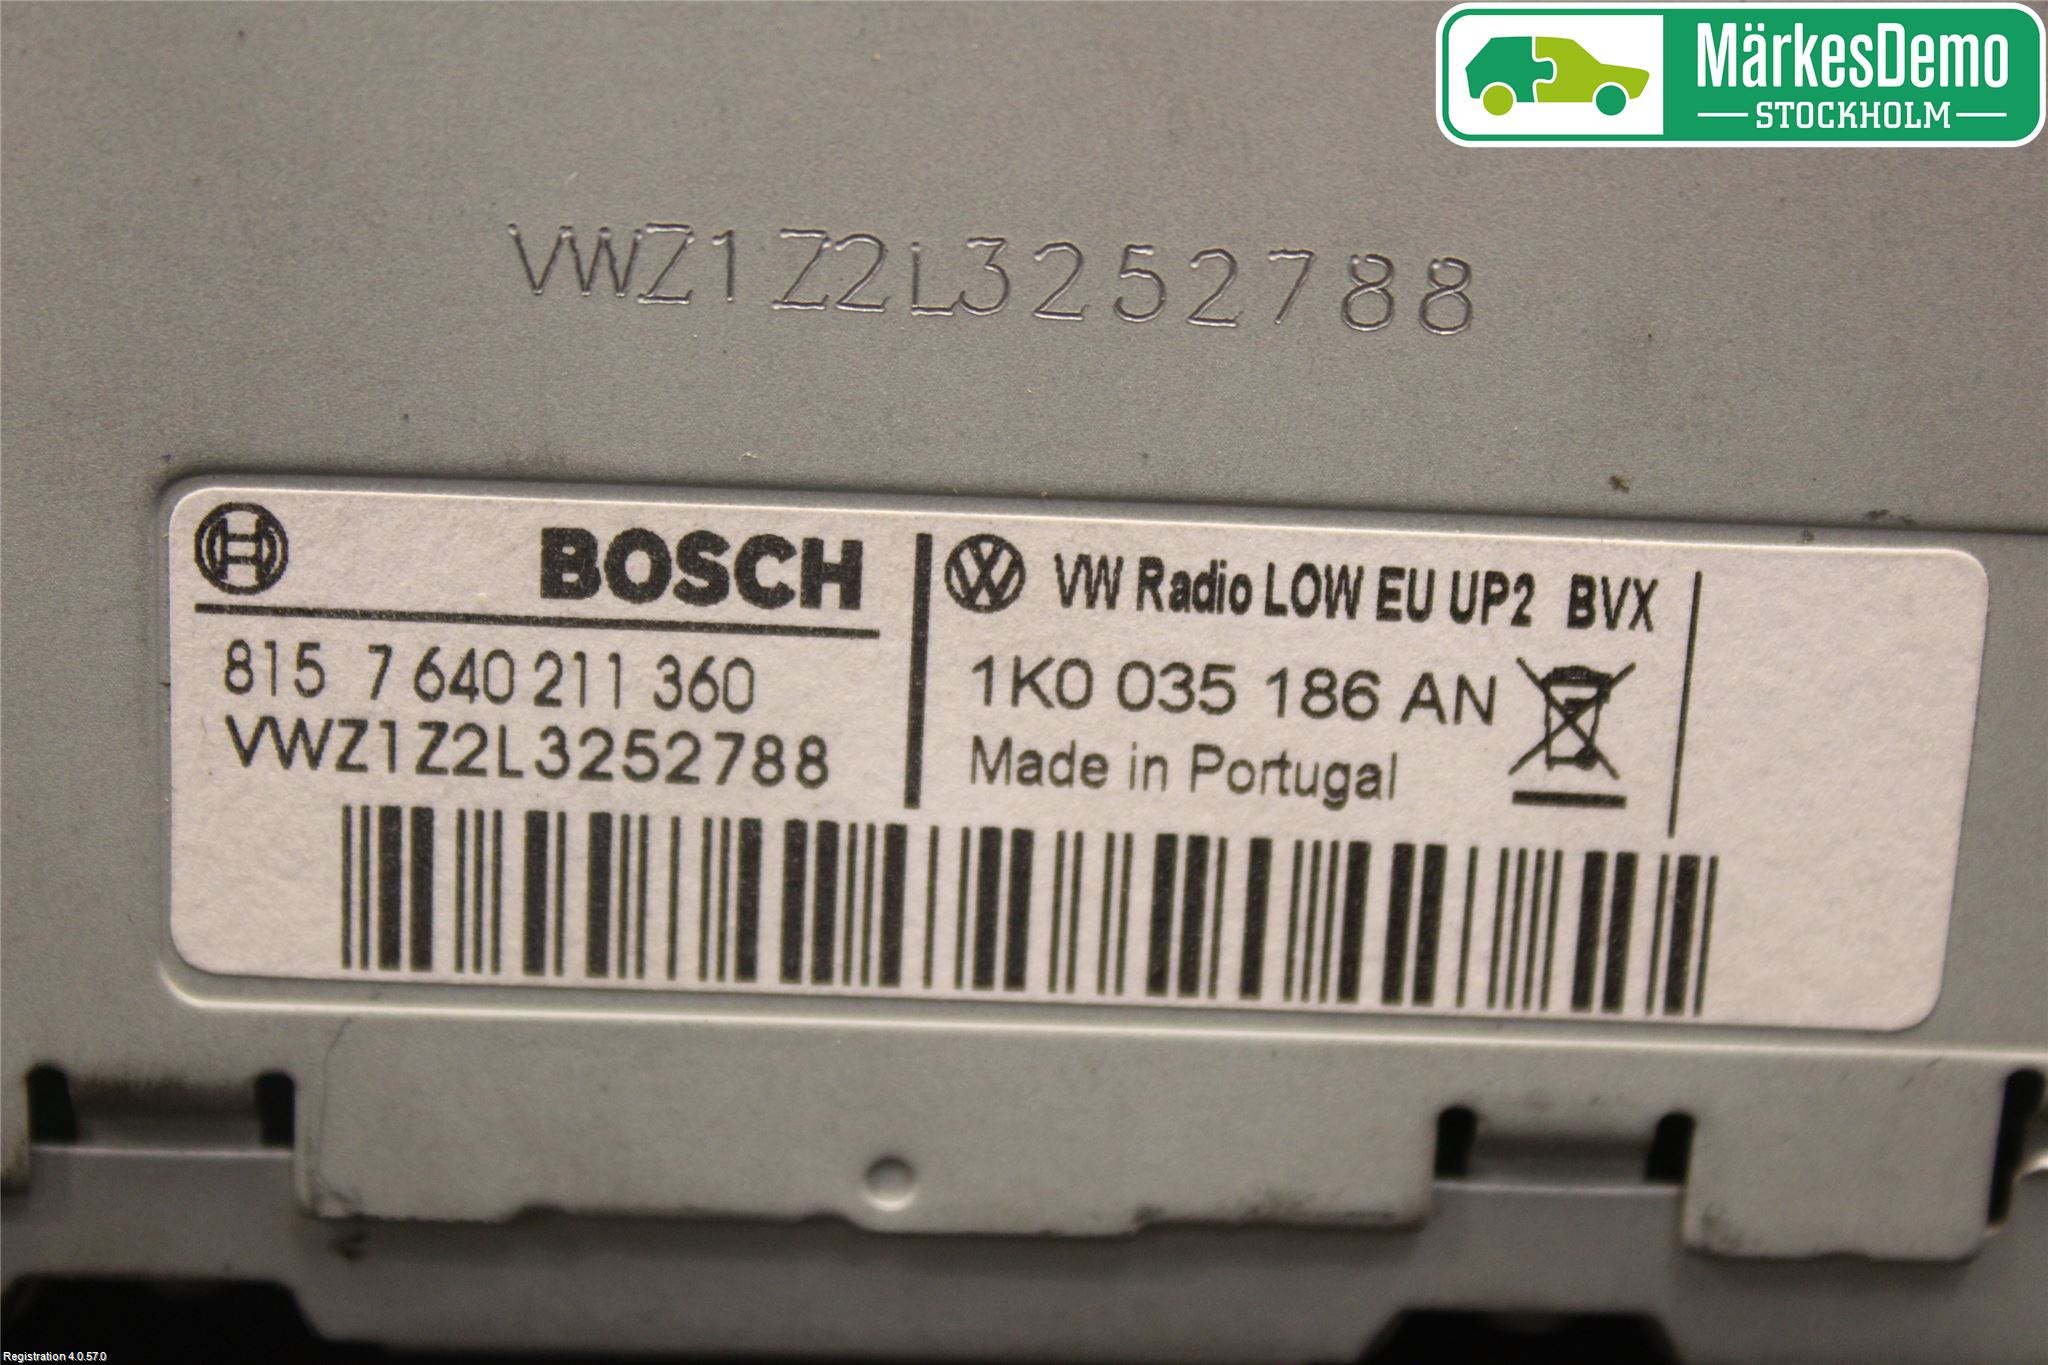 MärkesDemo
STOCKHOLM
VWZ1Z2L3252788
BOSCH
815 7 640 211 360
VWZ1Z2L3252788
VW Radio LOW EU UP2 BVX
1K0 035 186 AN
Made in Portugal
Registration 4.0.57.0